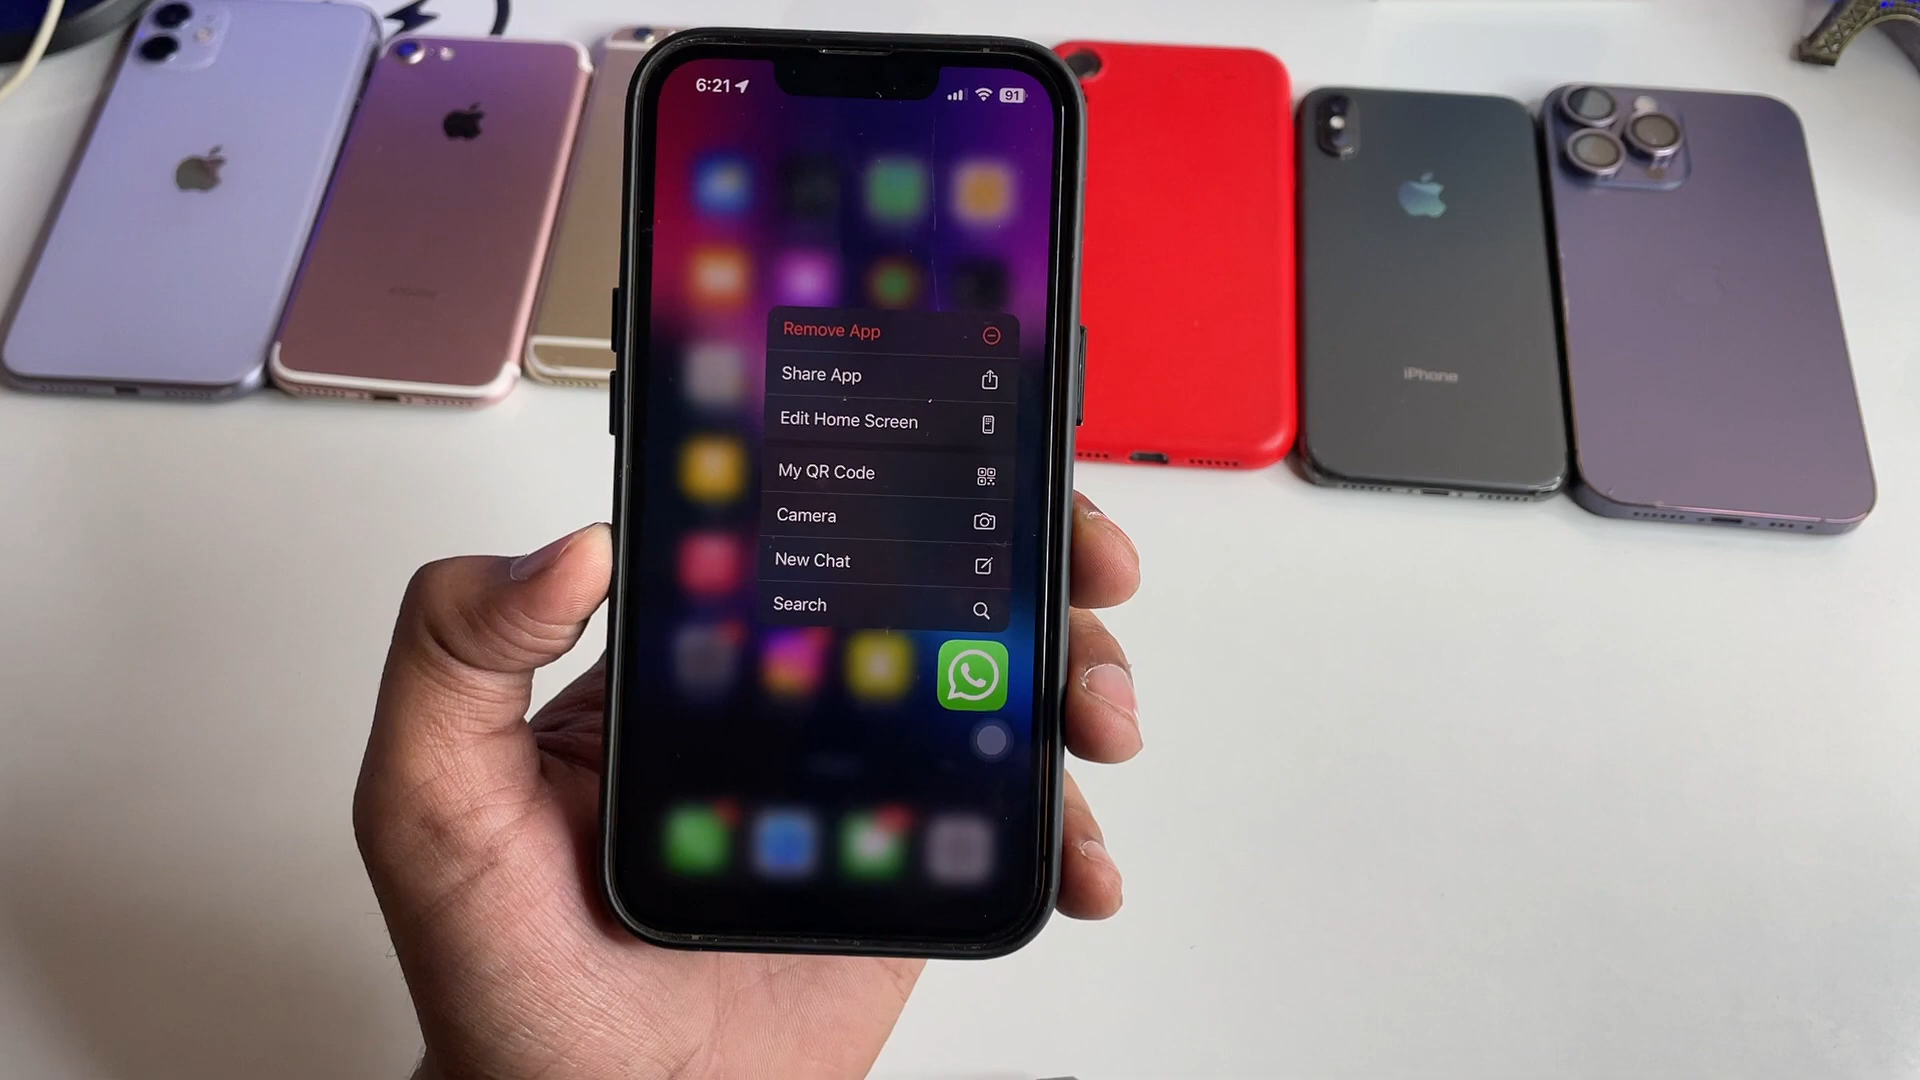 6:21
91
Remove App
Share App
Edit Home Screen
My QR Code
Camera
New Chat
Search
iPhone